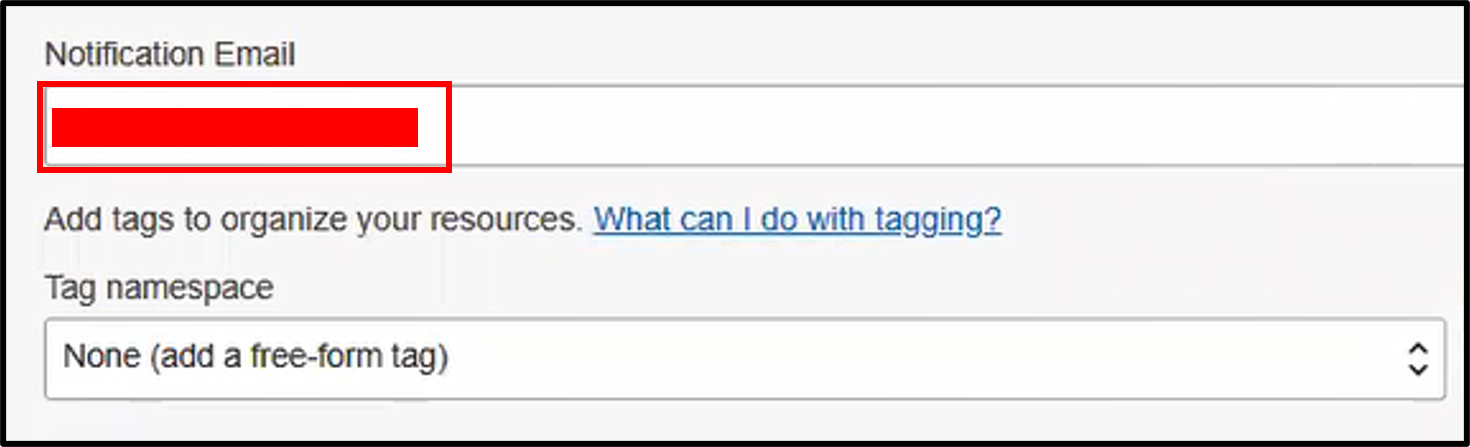 Notification Email
Add tags to organize your resources. What can I do with tagging?
Tag namespace
None (add a free-form tag)